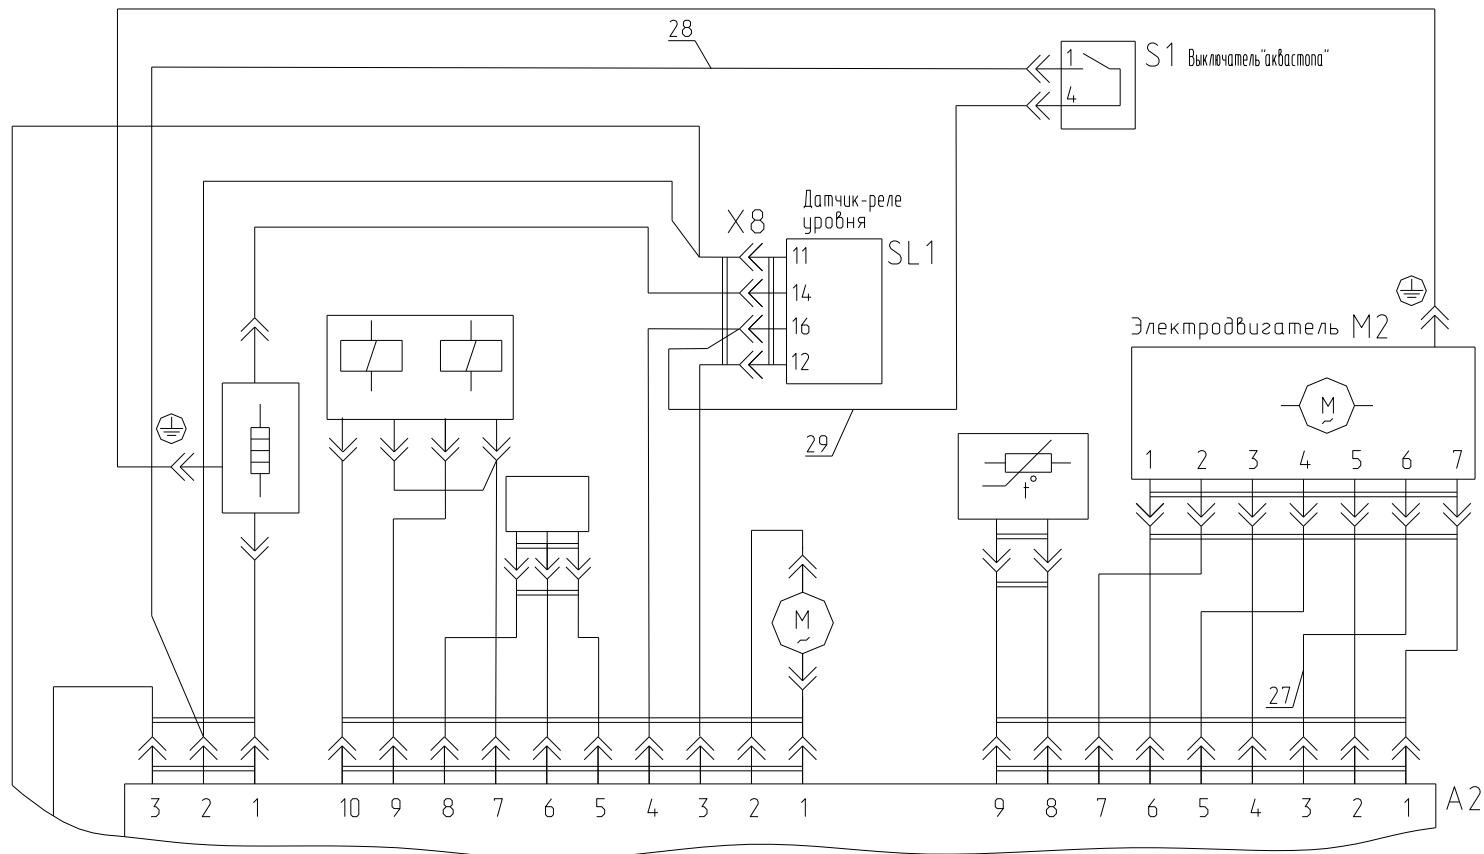 28
1
S1 Выключатель"аквастопа"
4
Датчик-реле
уровня
X8
11
SL1
14
16
12
Электродвигатель M2
M
~
29
1 2 3 4 5 6 7
t°
M
~
27
3 2 1 10 9 8 7 6 5 4 3 2 1 9 8 7 6 5 4 3 2 1
A2